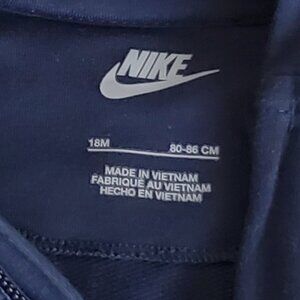 NIKE
18M 80-86 CM
MADE IN VIETNAM
FABRIQUÉ AU VIETNAM
HECHO EN VIETNAM